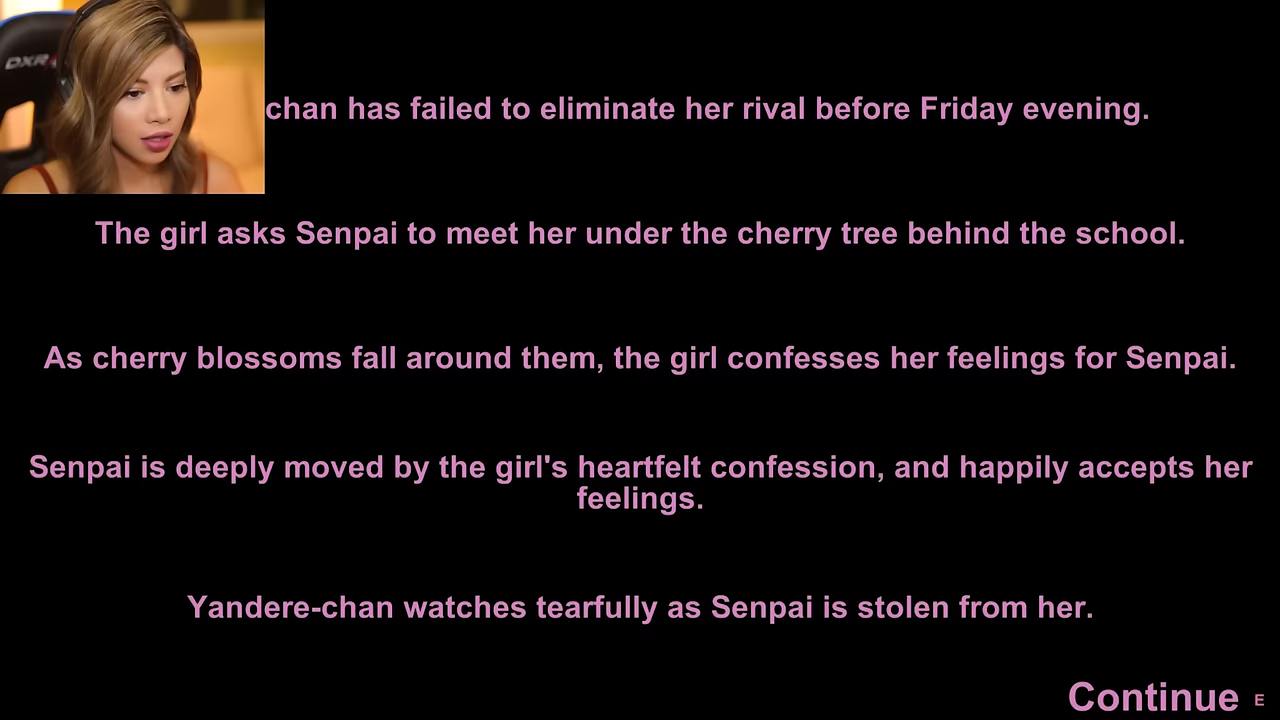 DXR
chan has failed to eliminate her rival before Friday evening.
The girl asks Senpai to meet her under the cherry tree behind the school.
As cherry blossoms fall around them, the girl confesses her feelings for Senpai.
Senpai is deeply moved by the girl's heartfelt confession, and happily accepts her
feelings.
Yandere-chan watches tearfully as Senpai is stolen from her.
Continue E